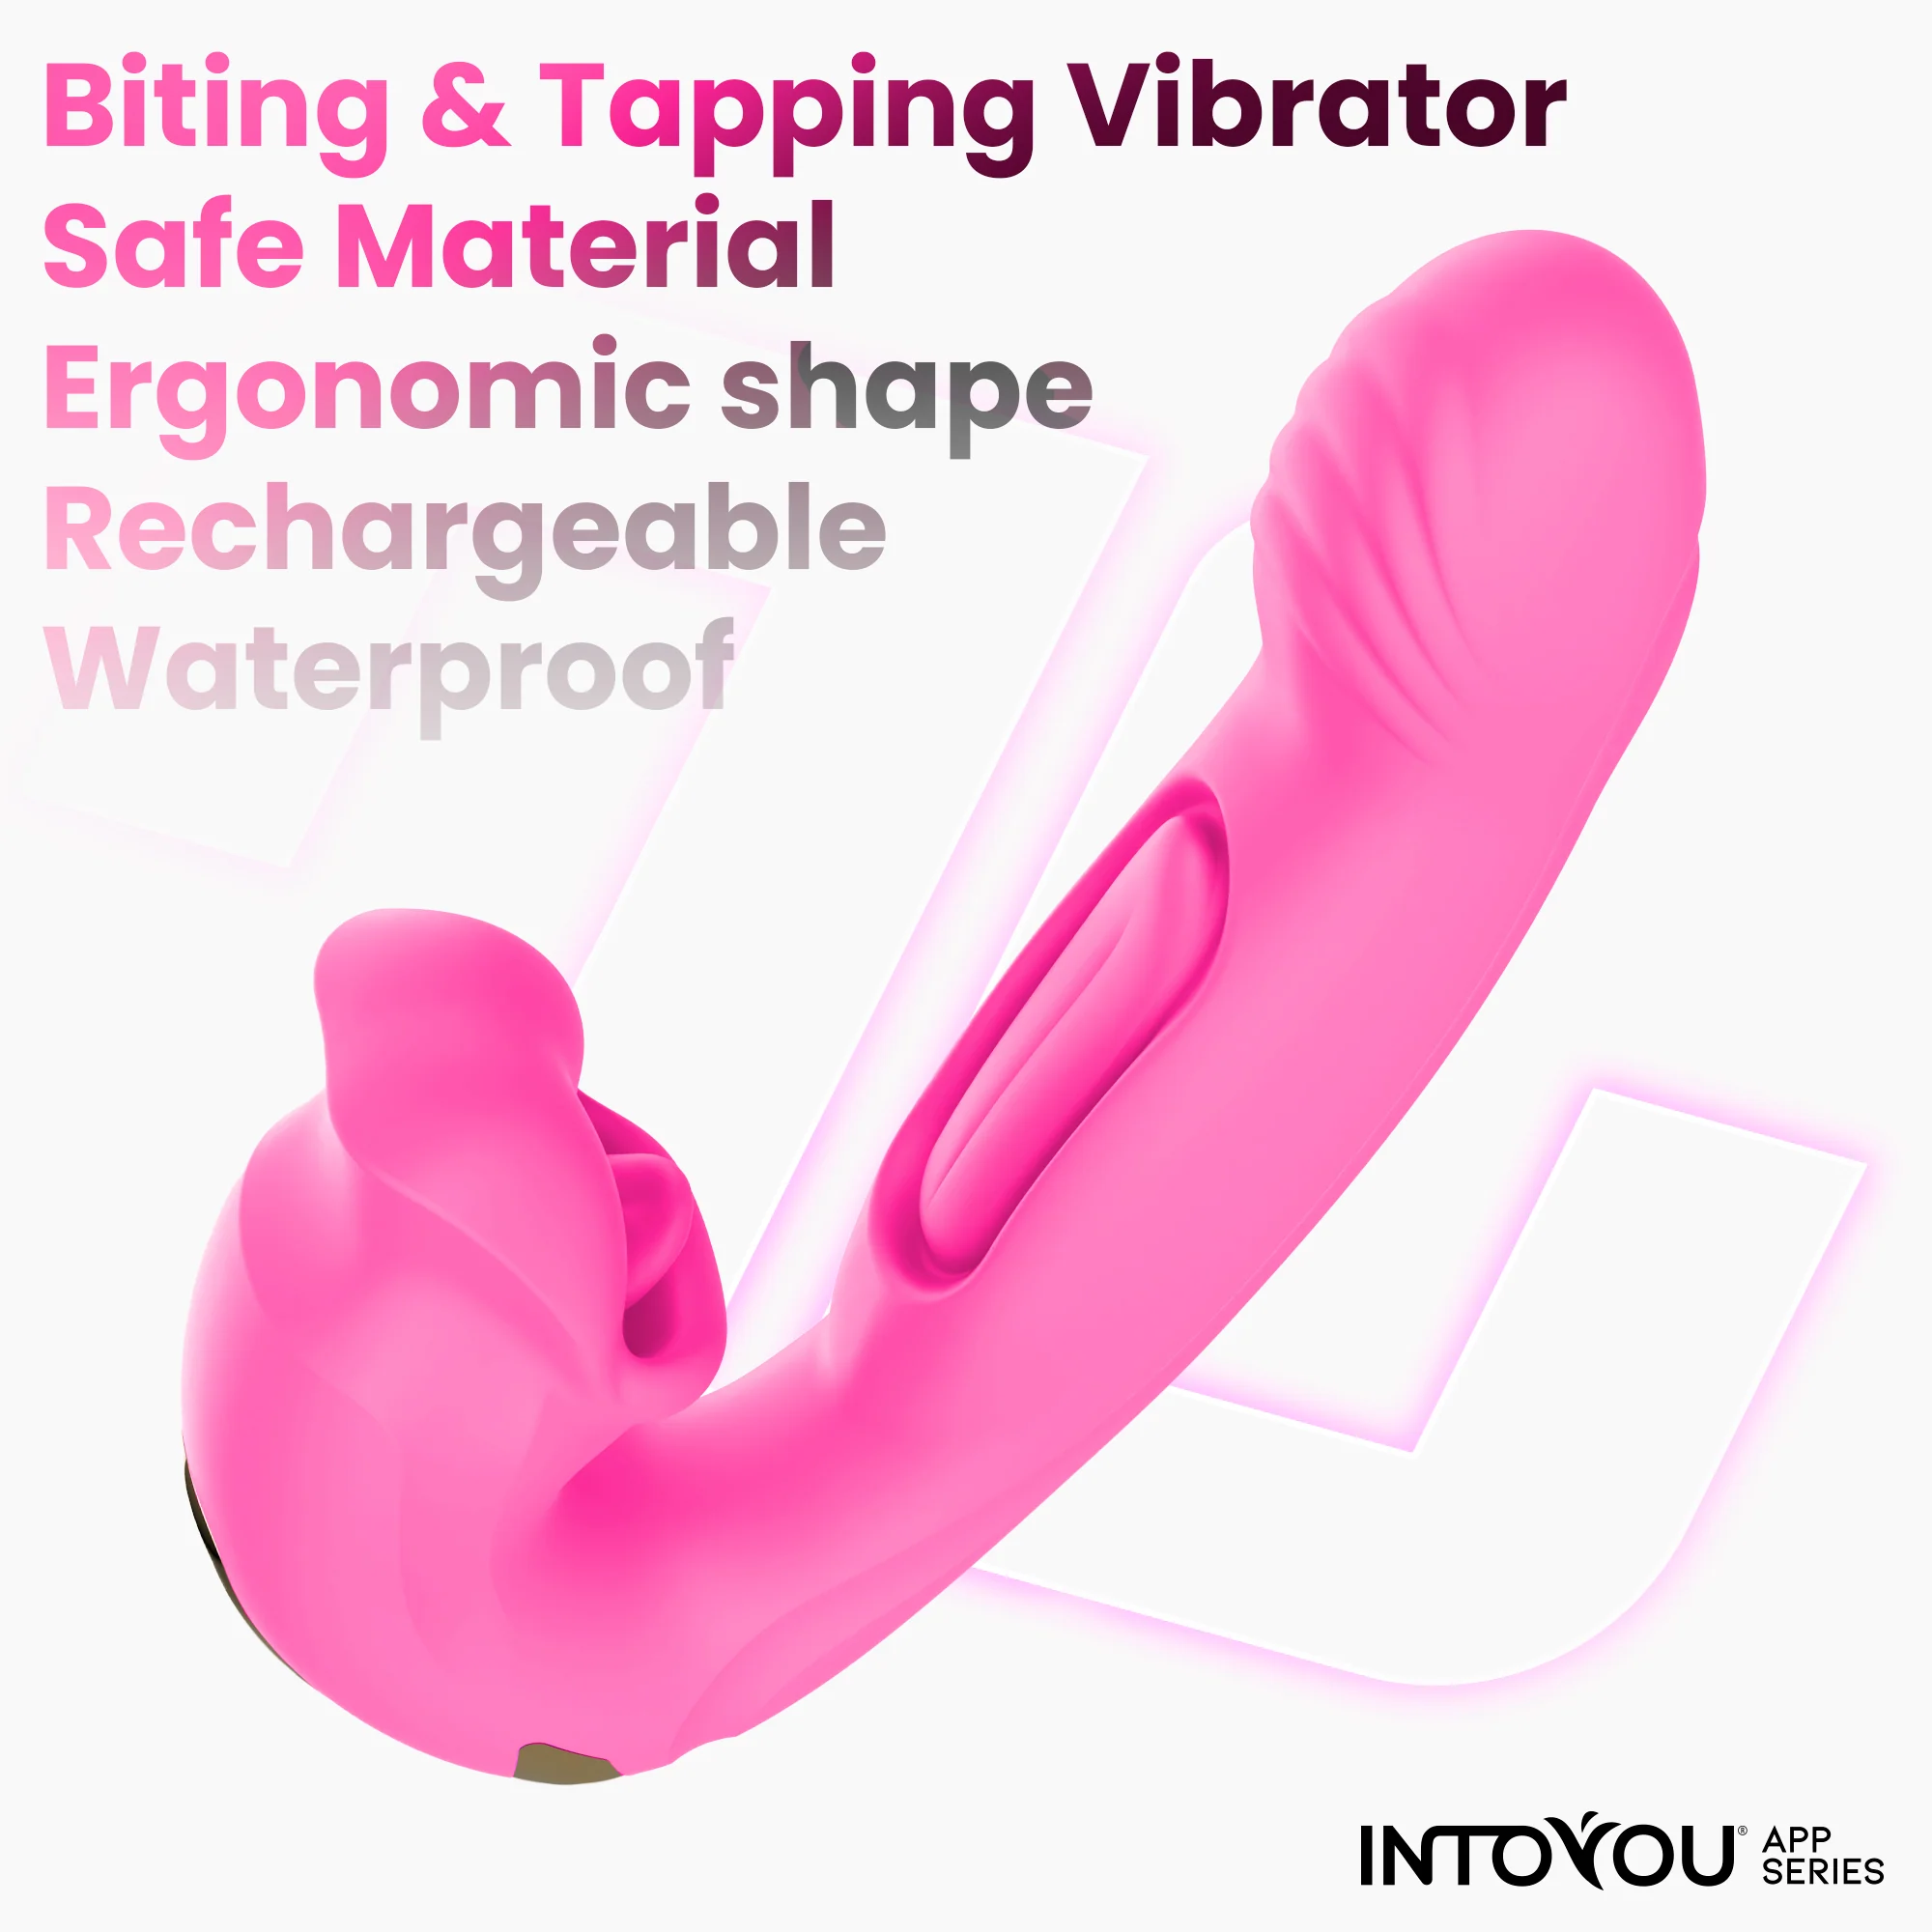 Biting & Tapping Vibrator
Safe Material
Ergonomic shape
Rechargeable
Waterproof
INTOYOU® APP
SERIES